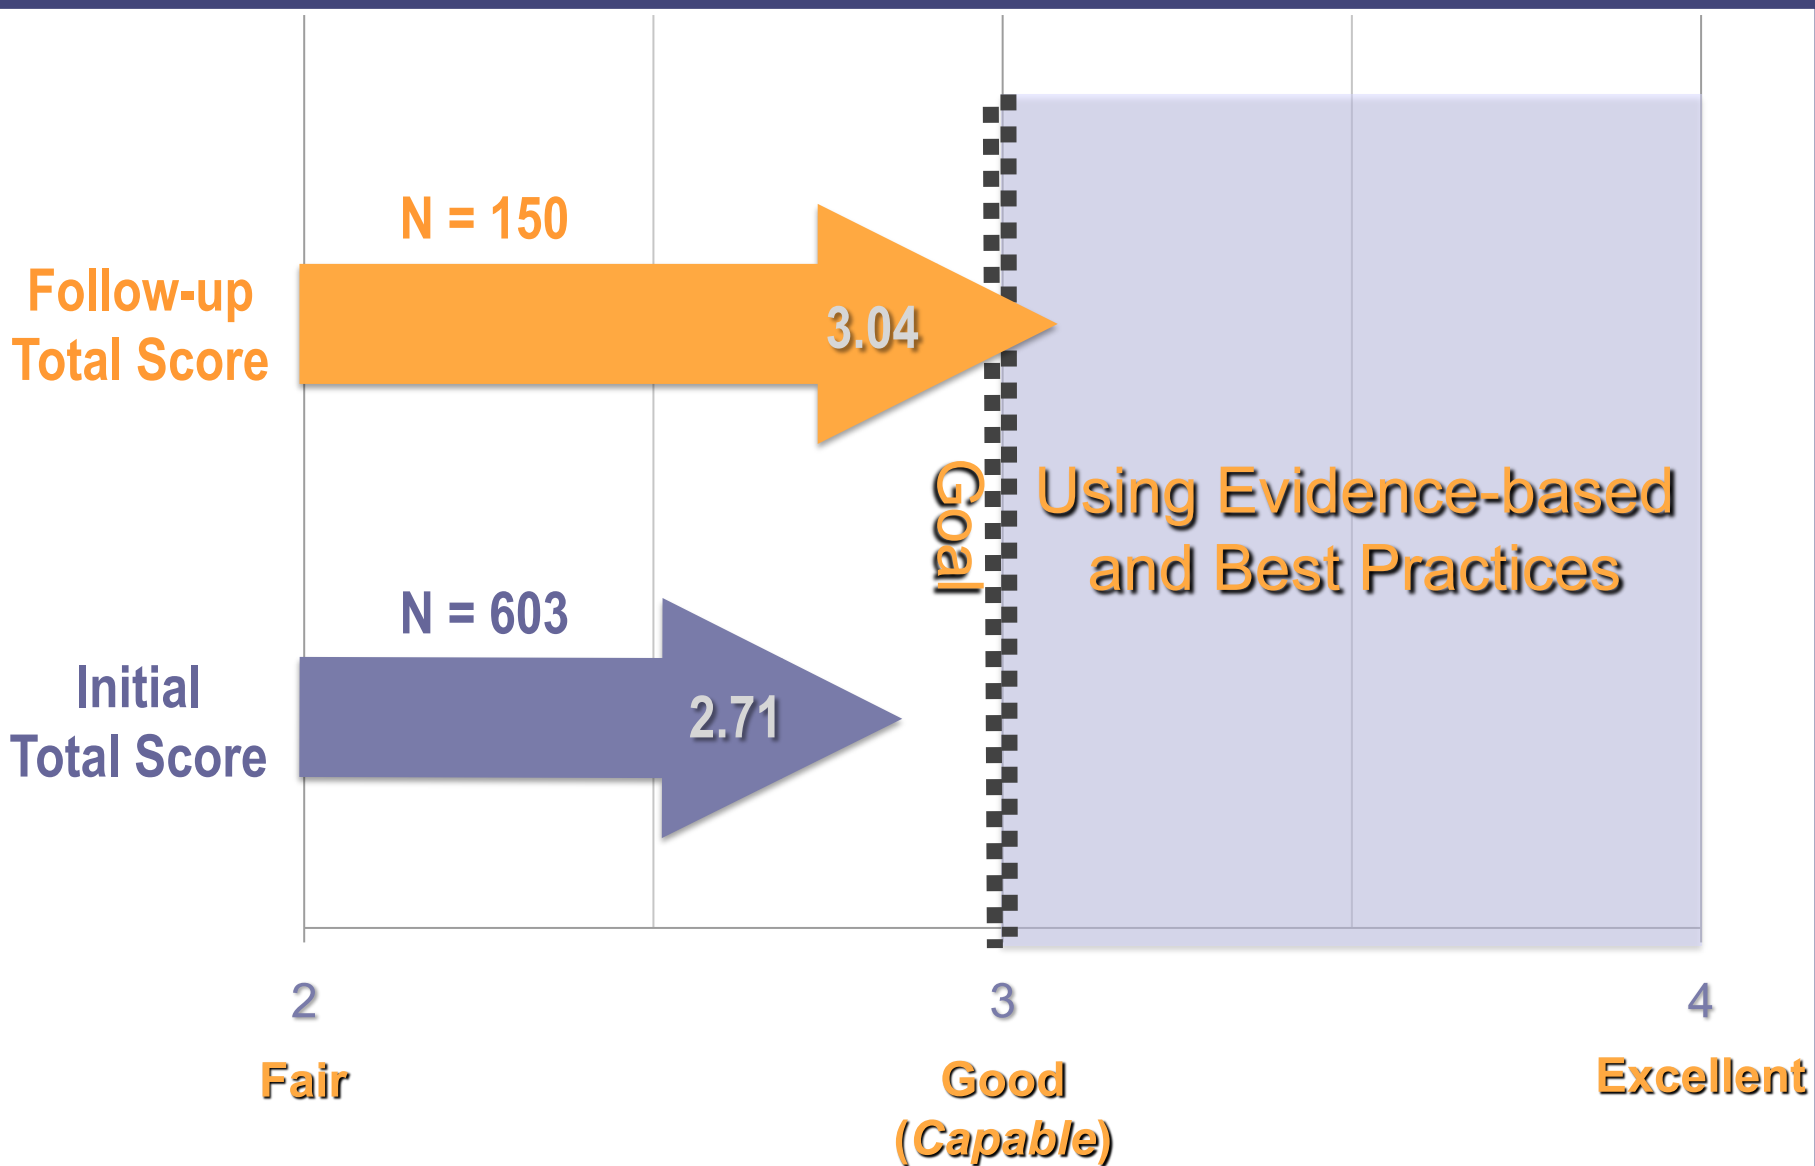 N = 150
Follow-up
Total Score
3.04
Goal
Using Evidence-based
and Best Practices
N = 603
Initial
Total Score
2.71
2
3
4
Fair
Good
(Capable)
Excellent